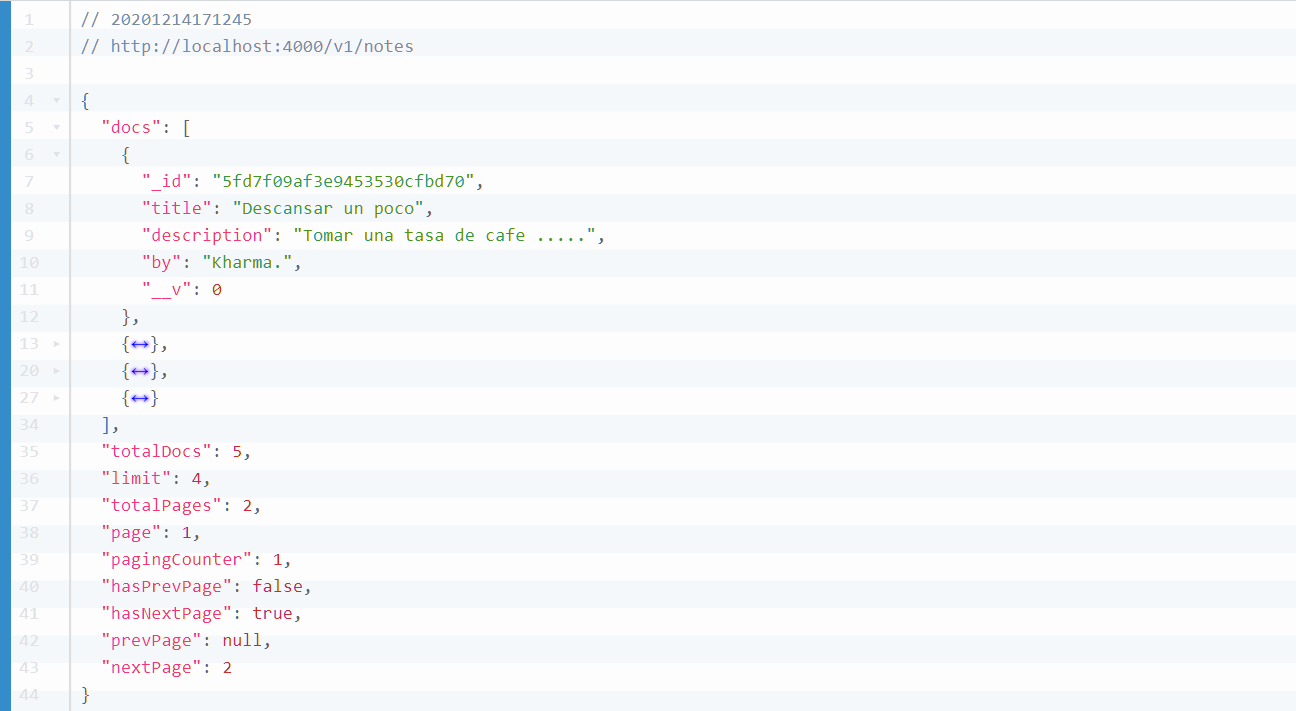 1 // 20201214171245
2 // http://localhost:4000/v1/notes
3
4 {
5 "docs": [
6 {
7 "_id": "5fd7f09af3e9453530cfbd70",
8 "title": "Descansar un poco",
9 "description": "Tomar una tasa de cafe .....",
10 "by": "Kharma.",
11 "__v": 0
12 },
13 {↔},
20 {↔},
27 {↔}
34 ],
35 "totalDocs": 5,
36 "limit": 4,
37 "totalPages": 2,
38 "page": 1,
39 "pagingCounter": 1,
40 "hasPrevPage": false,
41 "hasNextPage": true,
42 "prevPage": null,
43 "nextPage": 2
44 }